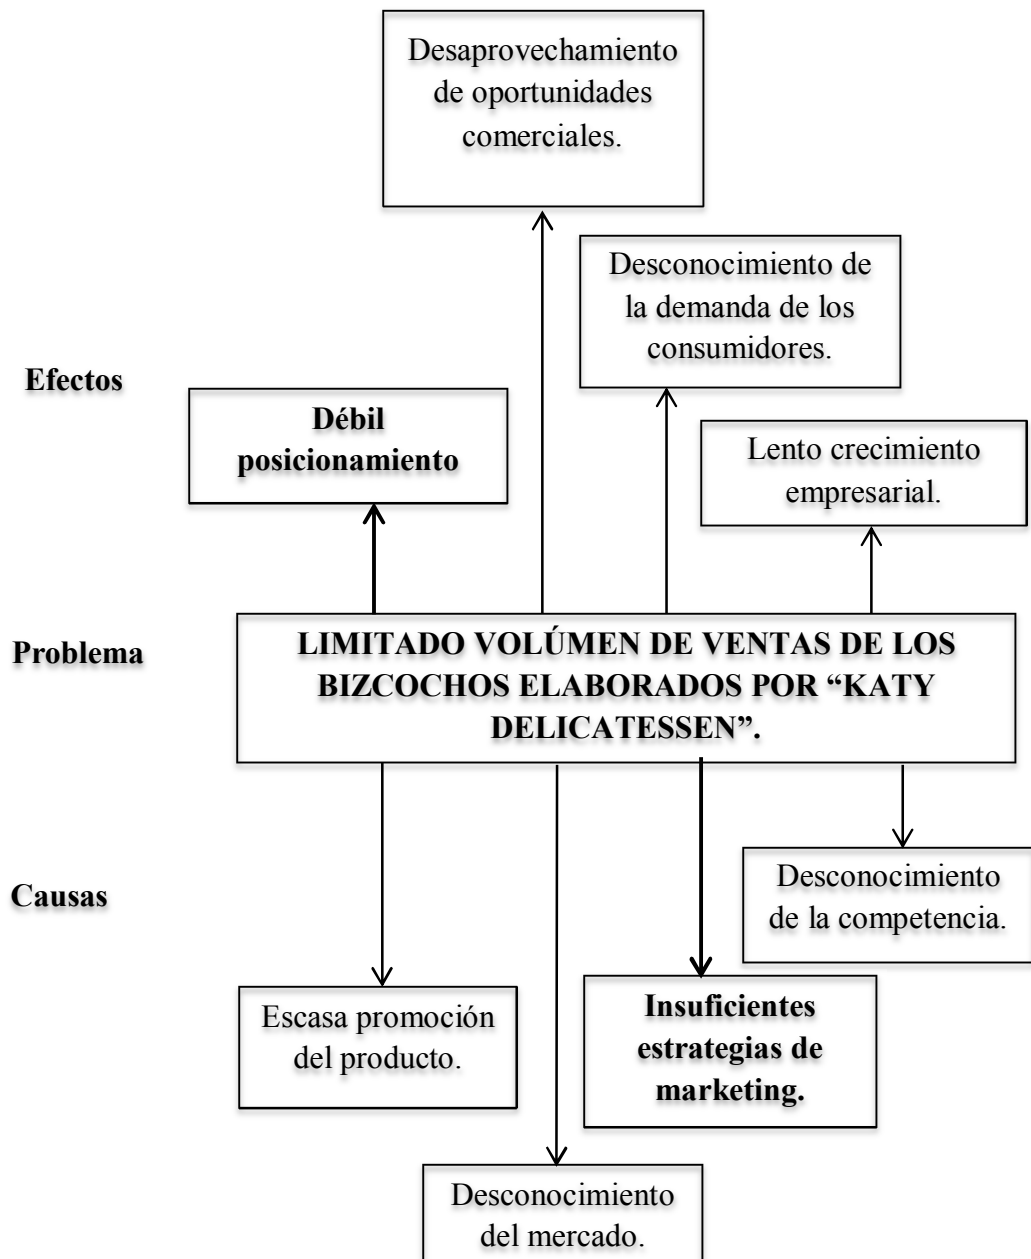 Desaprovechamiento
de oportunidades
comerciales.
Desconocimiento de
la demanda de los
consumidores.
Efectos
Débil
posicionamiento
Lento crecimiento
empresarial.
Problema
LIMITADO VOLÚMEN DE VENTAS DE LOS
BIZCOCHOS ELABORADOS POR “KATY
DELICATESSEN”.
Causas
Desconocimiento
de la competencia.
Escasa promoción
del producto.
Insuficientes
estrategias de
marketing.
Desconocimiento
del mercado.